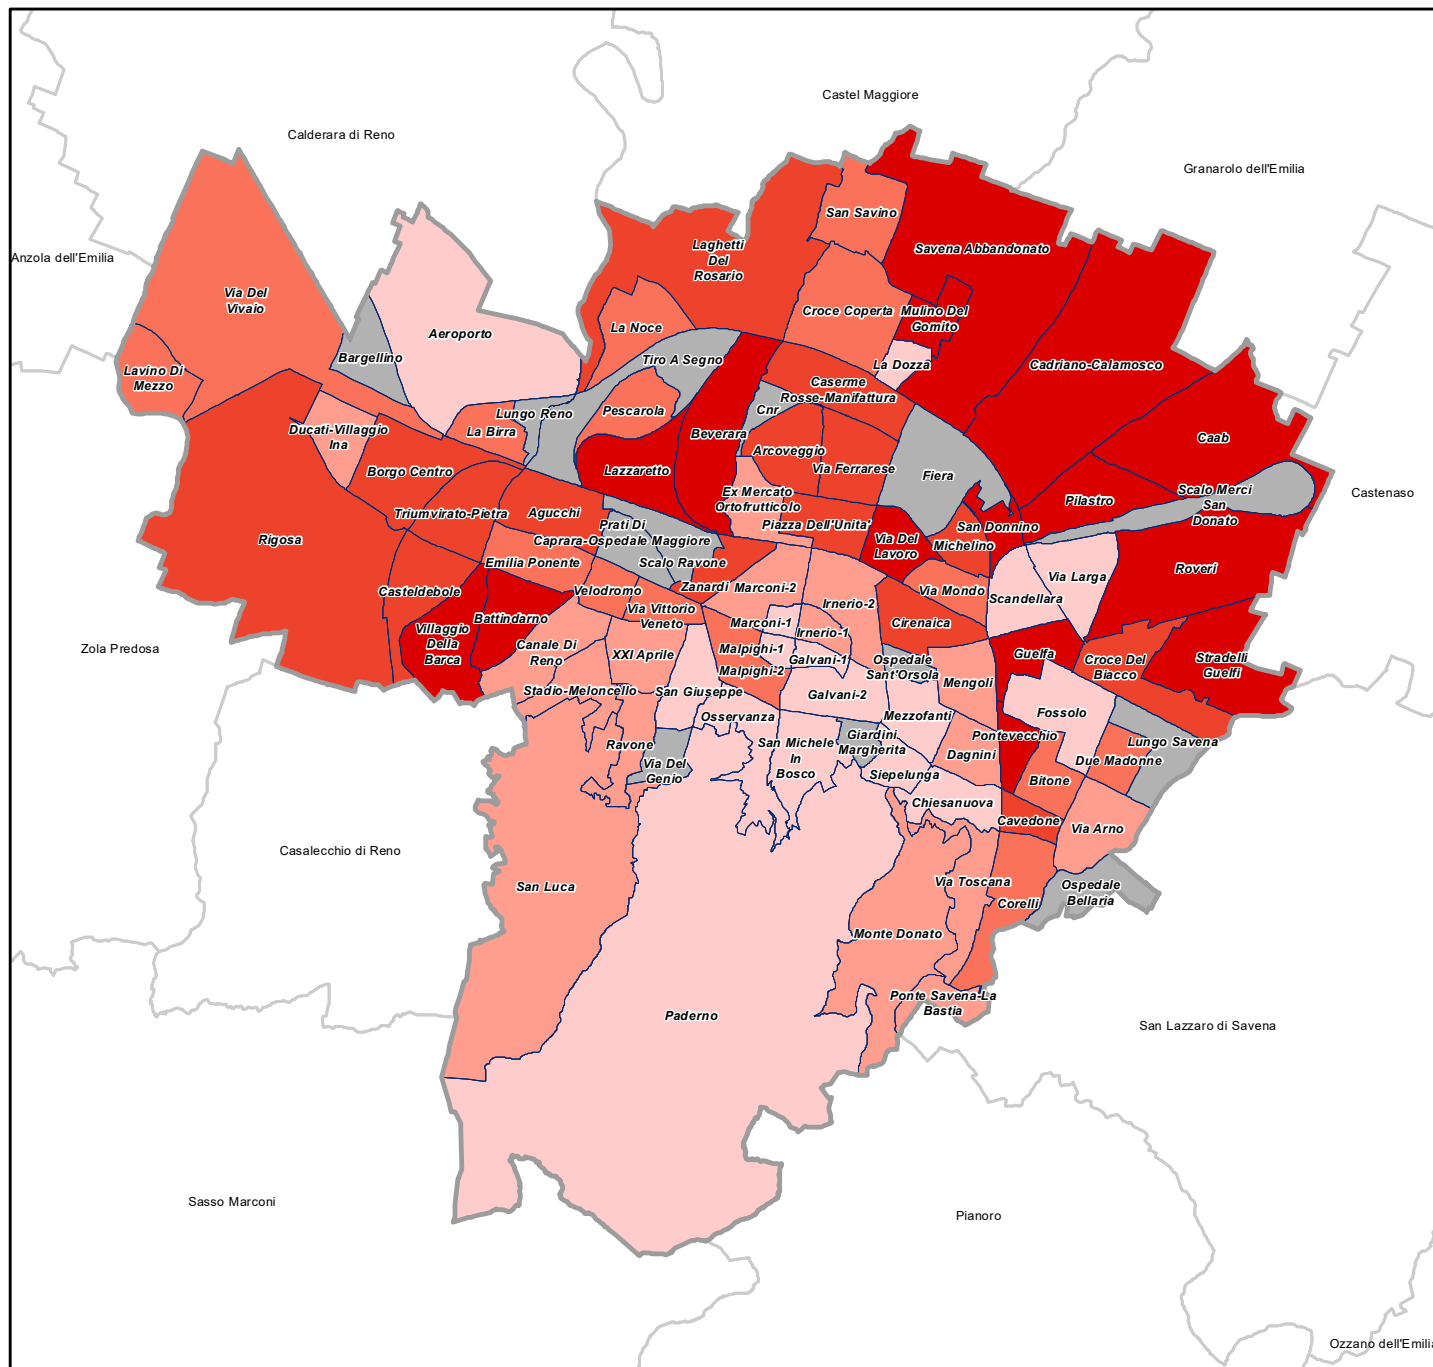 Castel Maggiore
Calderara di Reno
Granarolo dell'Emilia
San Savino
Savena Abbandonato
Laghetti
Del
Rosario
Anzola dell'Emilia
Via Del
Vivaio
Croce Coperta
Mulino Del
Gomito
La Noce
Aeroporto
Bargellino
Tiro A Segno
La Dozza
Cadriano-Calamosco
Lavino Di
Mezzo
Caserme
Rosse-Manifattura
Lungo Reno
Pescarola
Cnr
Ducati-Villaggio
Ina
La Birra
Beverara
Caab
Arcoveggio
Via Ferrarese
Borgo Centro
Lazzaretto
Fiera
Scalo Merci
San
Donato
Castenaso
Ex Mercato
Ortofrutticolo
Pilastro
Triumvirato-Pietra
Agucchi
Prati Di
Caprara-Ospedale Maggiore
Piazza Dell'Unita'
San Donnino
Rigosa
Via Del
Lavoro
Michelino
Emilia Ponente
Scalo Ravone
Roveri
Via Larga
Casteldebole
Velodromo
Zanardi
Marconi-2
Via Mondo
Scandellara
Irnerio-2
Via Vittorio
Veneto
Battindarno
Marconi-1
Irnerio-1
Cirenaica
Villaggio
Della
Barca
Zola Predosa
Canale Di
Reno
XXI Aprile
Malpighi-1
Galvani-1
Ospedale
Sant'Orsola
Guelfa
Croce Del
Biacco
Stradelli
Guelfi
Malpighi-2
Mengoli
Stadio-Meloncello
San Giuseppe
Galvani-2
Osservanza
Mezzofanti
Fossolo
Pontevecchio
Giardini
Margherita
Lungo Savena
Ravone
San Michele
In
Bosco
Dagnini
Due Madonne
Via Del
Genio
Siepelunga
Bitone
Chiesanuova
Cavedone
Via Arno
Casalecchio di Reno
San Luca
Via Toscana
Ospedale
Bellaria
Corelli
Monte Donato
Ponte Savena-La
Bastia
Paderno
San Lazzaro di Savena
Sasso Marconi
Pianoro
Ozzano dell'Emilia